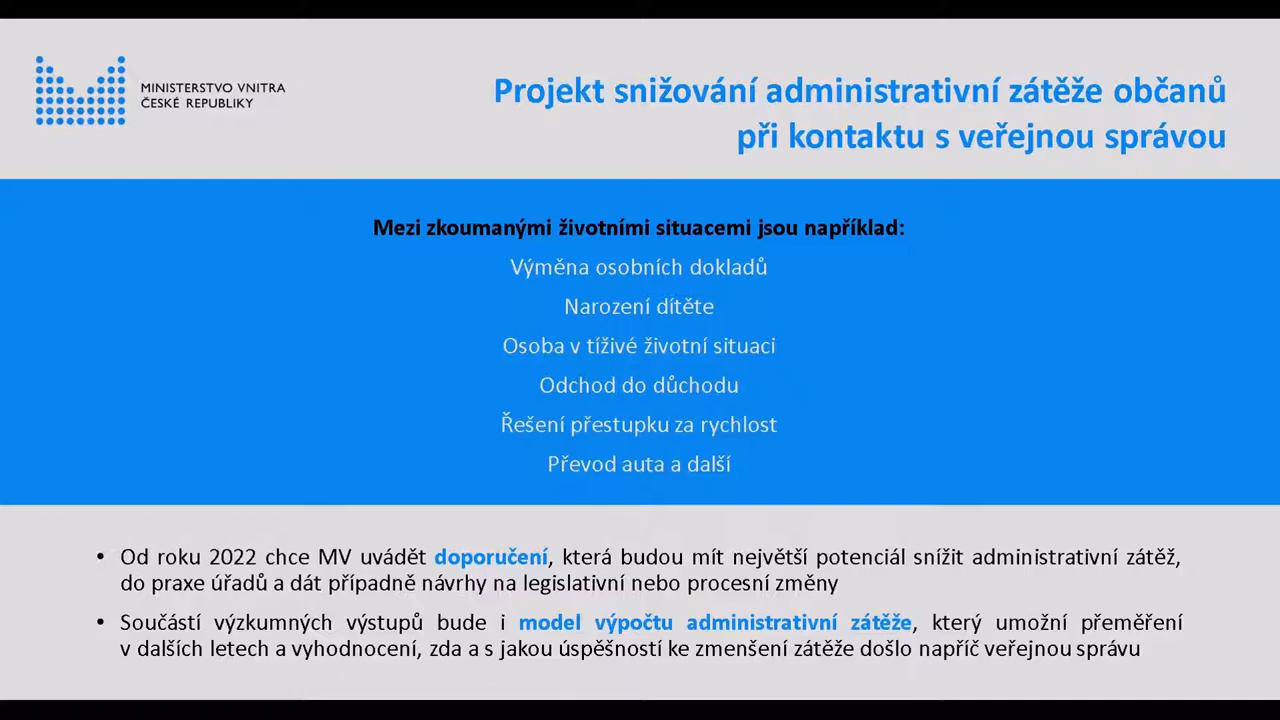 MINISTERSTVO VNITRA
ČESKÉ REPUBLIKY
Projekt snižování administrativní zátěže občanů
při kontaktu s veřejnou správou
Mezi zkoumanými životními situacemi jsou například:
Výměna osobních dokladů
Narození dítěte
Osoba v tíživé životní situaci
Odchod do důchodu
Řešení přestupku za rychlost
Převod auta a další
• Od roku 2022 chce MV uvádět doporučení, která budou mít největší potenciál snížit administrativní zátěž,
do praxe úřadů a dát případně návrhy na legislativní nebo procesní změny
• Součástí výzkumných výstupů bude i model výpočtu administrativní zátěže, který umožní přeměření
v dalších letech a vyhodnocení, zda a s jakou úspěšností ke zmenšení zátěže došlo napříč veřejnou správu